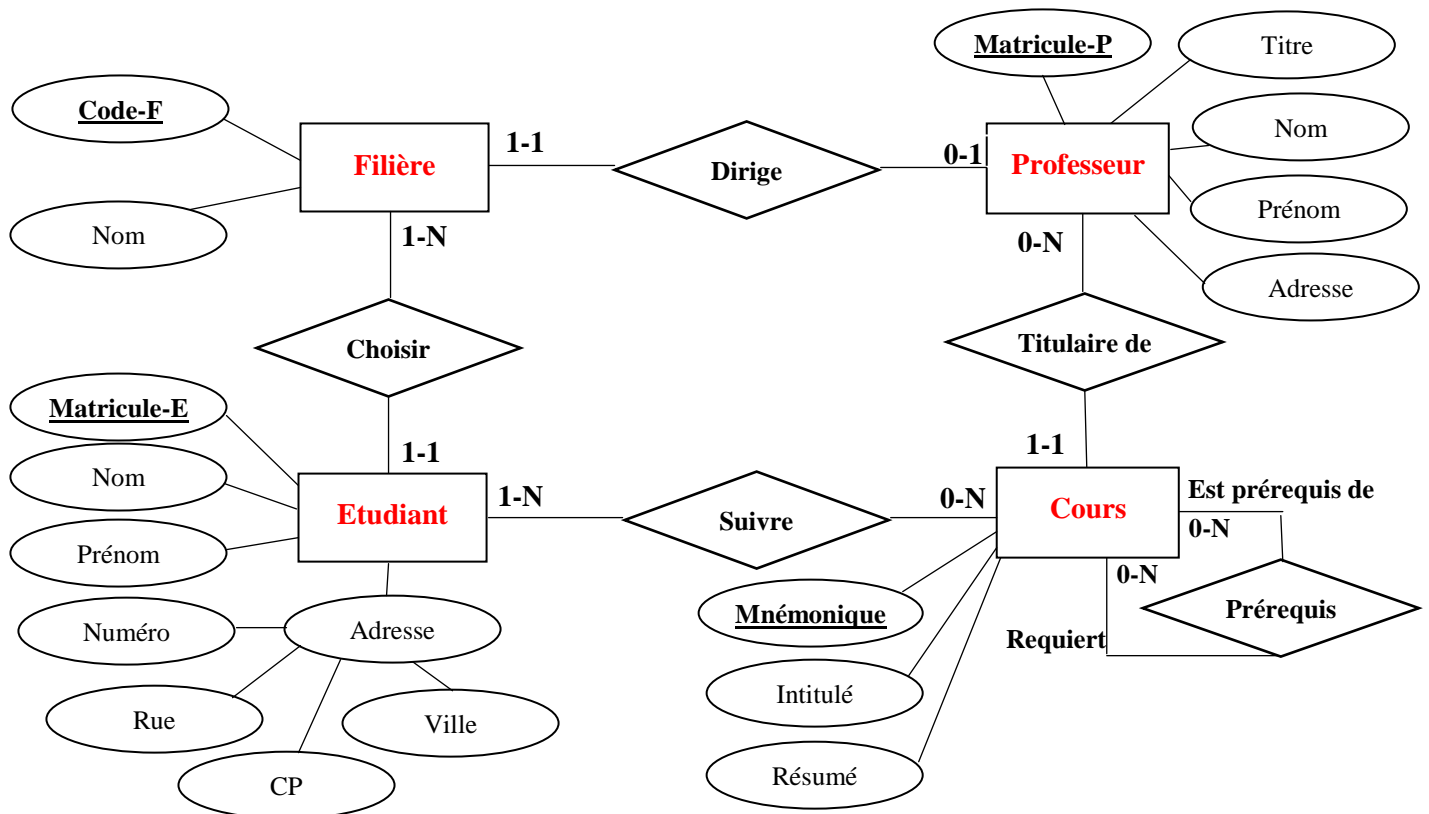 Matricule-P
Titre
Code-F
Nom
1-1
0-1
Filière
Dirige
Professeur
Nom
Prénom
1-N
0-N
Adresse
Choisir
Titulaire de
Matricule-E
1-1
1-1
Nom
1-N
0-N
Est prérequis de
Etudiant
Suivre
Cours
0-N
Prénom
0-N
Mnémonique
Prérequis
Numéro
Adresse
Requiert
Intitulé
Rue
Ville
Résumé
CP